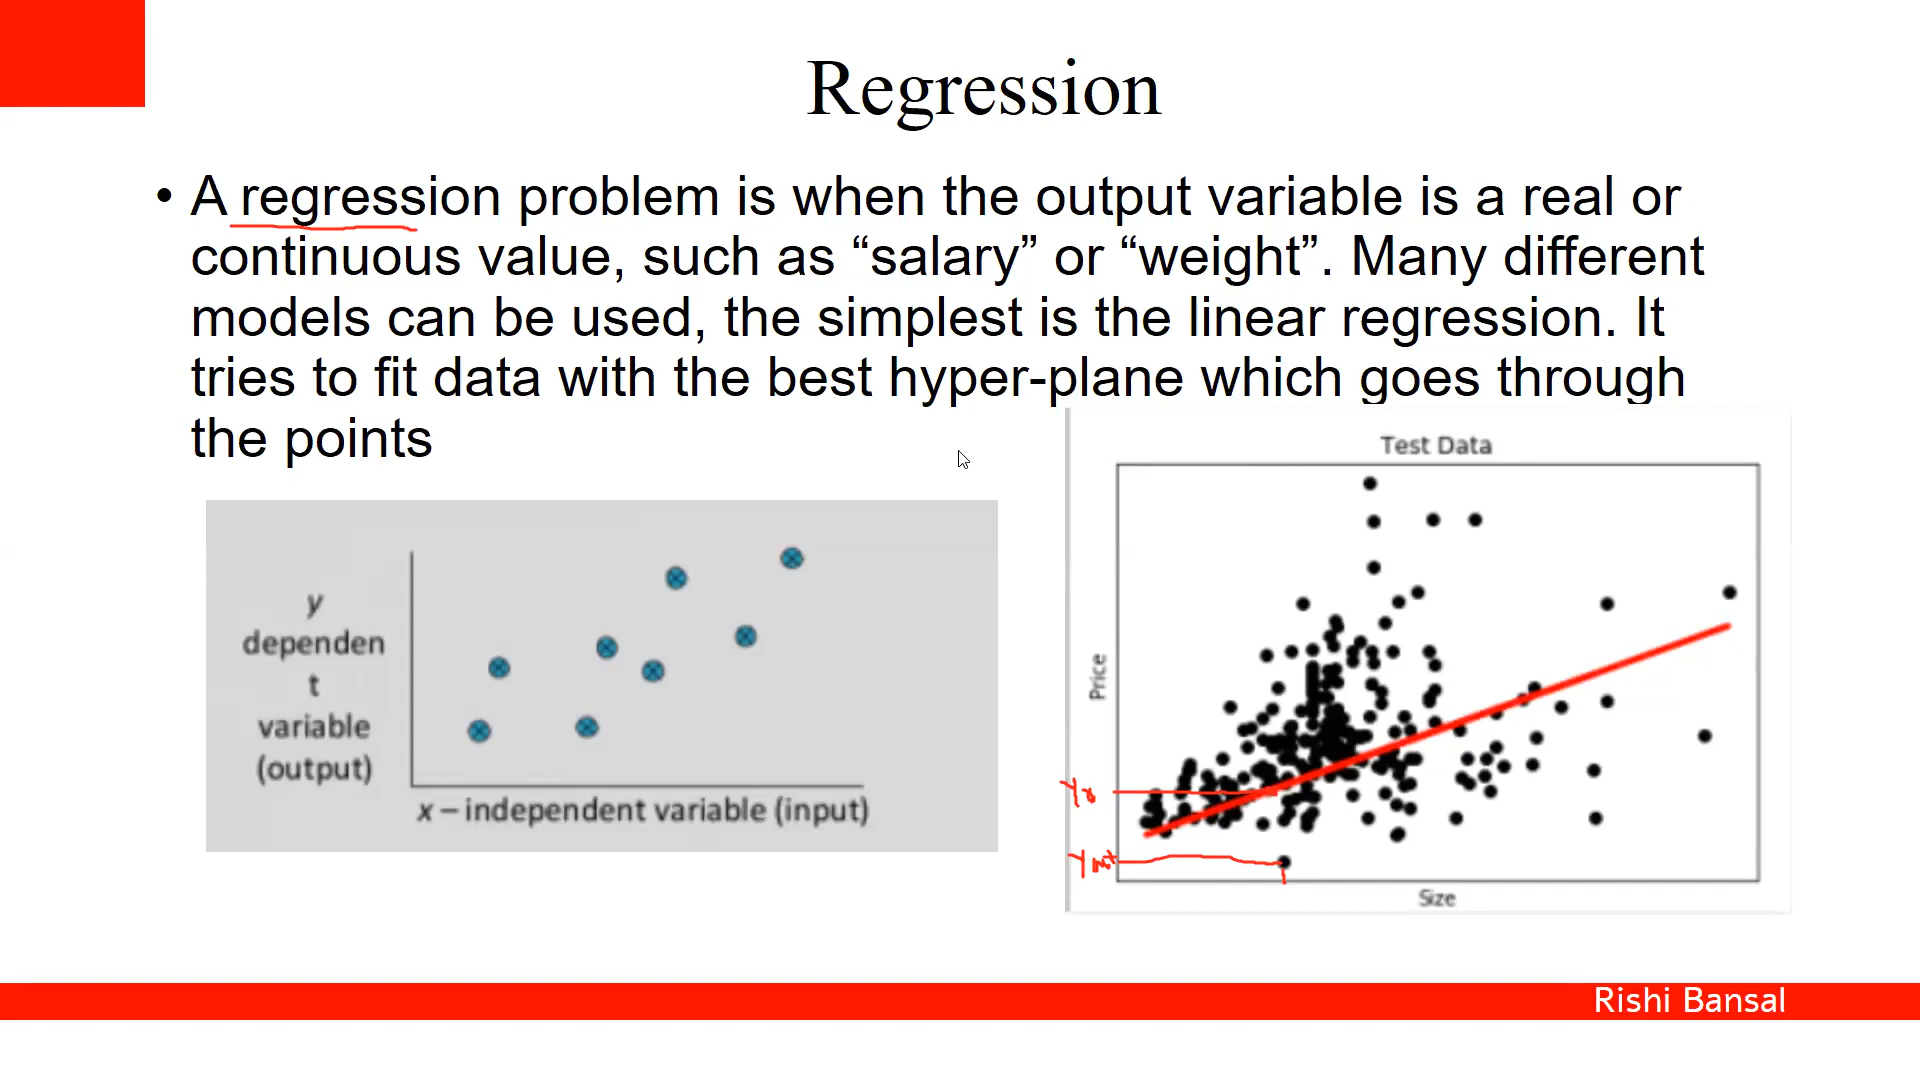 Regression
• A regression problem is when the output variable is a real or
continuous value, such as “salary” or “weight”. Many different
models can be used, the simplest is the linear regression. It
tries to fit data with the best hyper-plane which goes through
the points
y
dependen
t
variable
(output)
x – independent variable (input)
Test Data
Price
Size
Rishi Bansal